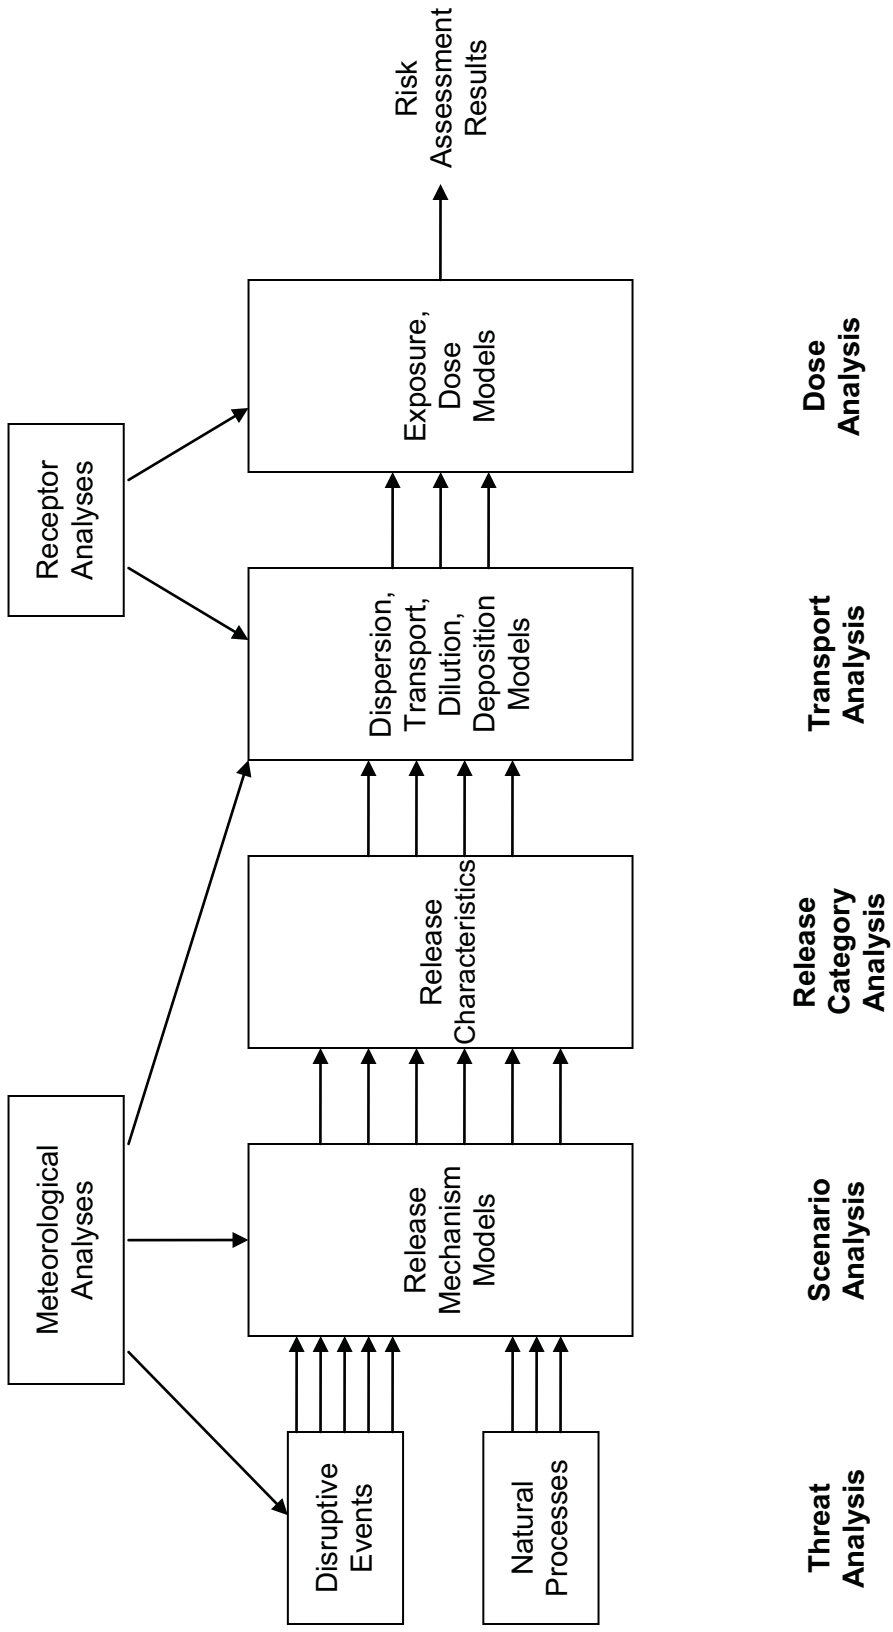 Meteorological
Analyses
Receptor
Analyses
Disruptive
Events
Natural
Processes
Release
Mechanism
Models
Release
Characteristics
Dispersion,
Transport,
Dilution,
Deposition
Models
Exposure,
Dose
Models
Risk
Assessment
Results
Threat
Analysis
Scenario
Analysis
Release
Category
Analysis
Transport
Analysis
Dose
Analysis